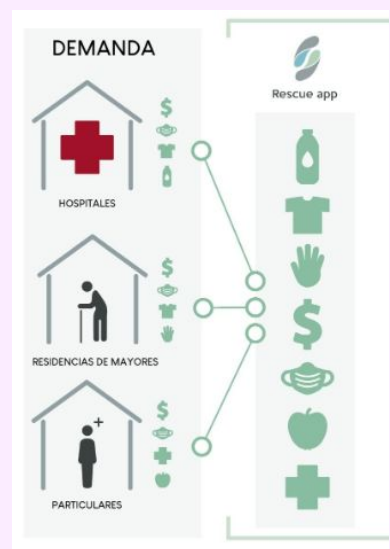 DEMANDA
HOSPITALES
RESIDENCIAS DE MAYORES
PARTICULARES
Rescue app